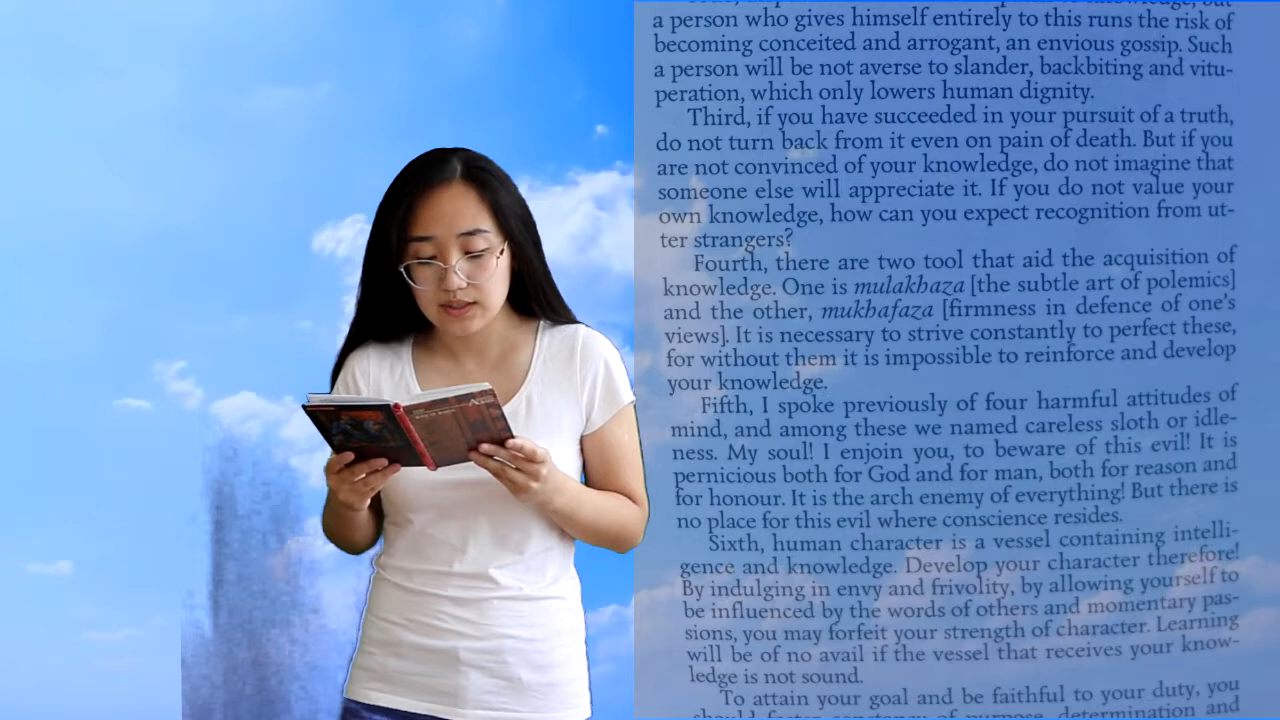 a person who gives himself entirely to this runs the risk of
becoming conceited and arrogant, an envious gossip. Such
a person will be not averse to slander, backbiting and vitu-
peration, which only lowers human dignity.
Third, if you have succeeded in your pursuit of a truth,
do not turn back from it even on pain of death. But if you
are not convinced of your knowledge, do not imagine that
someone else will appreciate it. If you do not value your
own knowledge, how can you expect recognition from ut-
ter strangers?
Fourth, there are two tool that aid the acquisition of
knowledge. One is mulakhaza [the subtle art of polemics]
and the other, mukhafaza [firmness in defence of one's
views]. It is necessary to strive constantly to perfect these,
for without them it is impossible to reinforce and develop
your knowledge.
Fifth, I spoke previously of four harmful attitudes of
mind, and among these we named careless sloth or idle-
ness. My soul! I enjoin you, to beware of this evil! It is
pernicious both for God and for man, both for reason and
for honour. It is the arch enemy of everything! But there is
no place for this evil where conscience resides.
Sixth, human character is a vessel containing intelli-
gence and knowledge. Develop your character therefore!
By indulging in envy and frivolity, by allowing yourself to
be influenced by the words of others and momentary pas-
sions, you may forfeit your strength of character. Learning
will be of no avail if the vessel that receives your know-
ledge is not sound.
To attain your goal and be faithful to your duty, you
should foster constancy of purpose, determination and